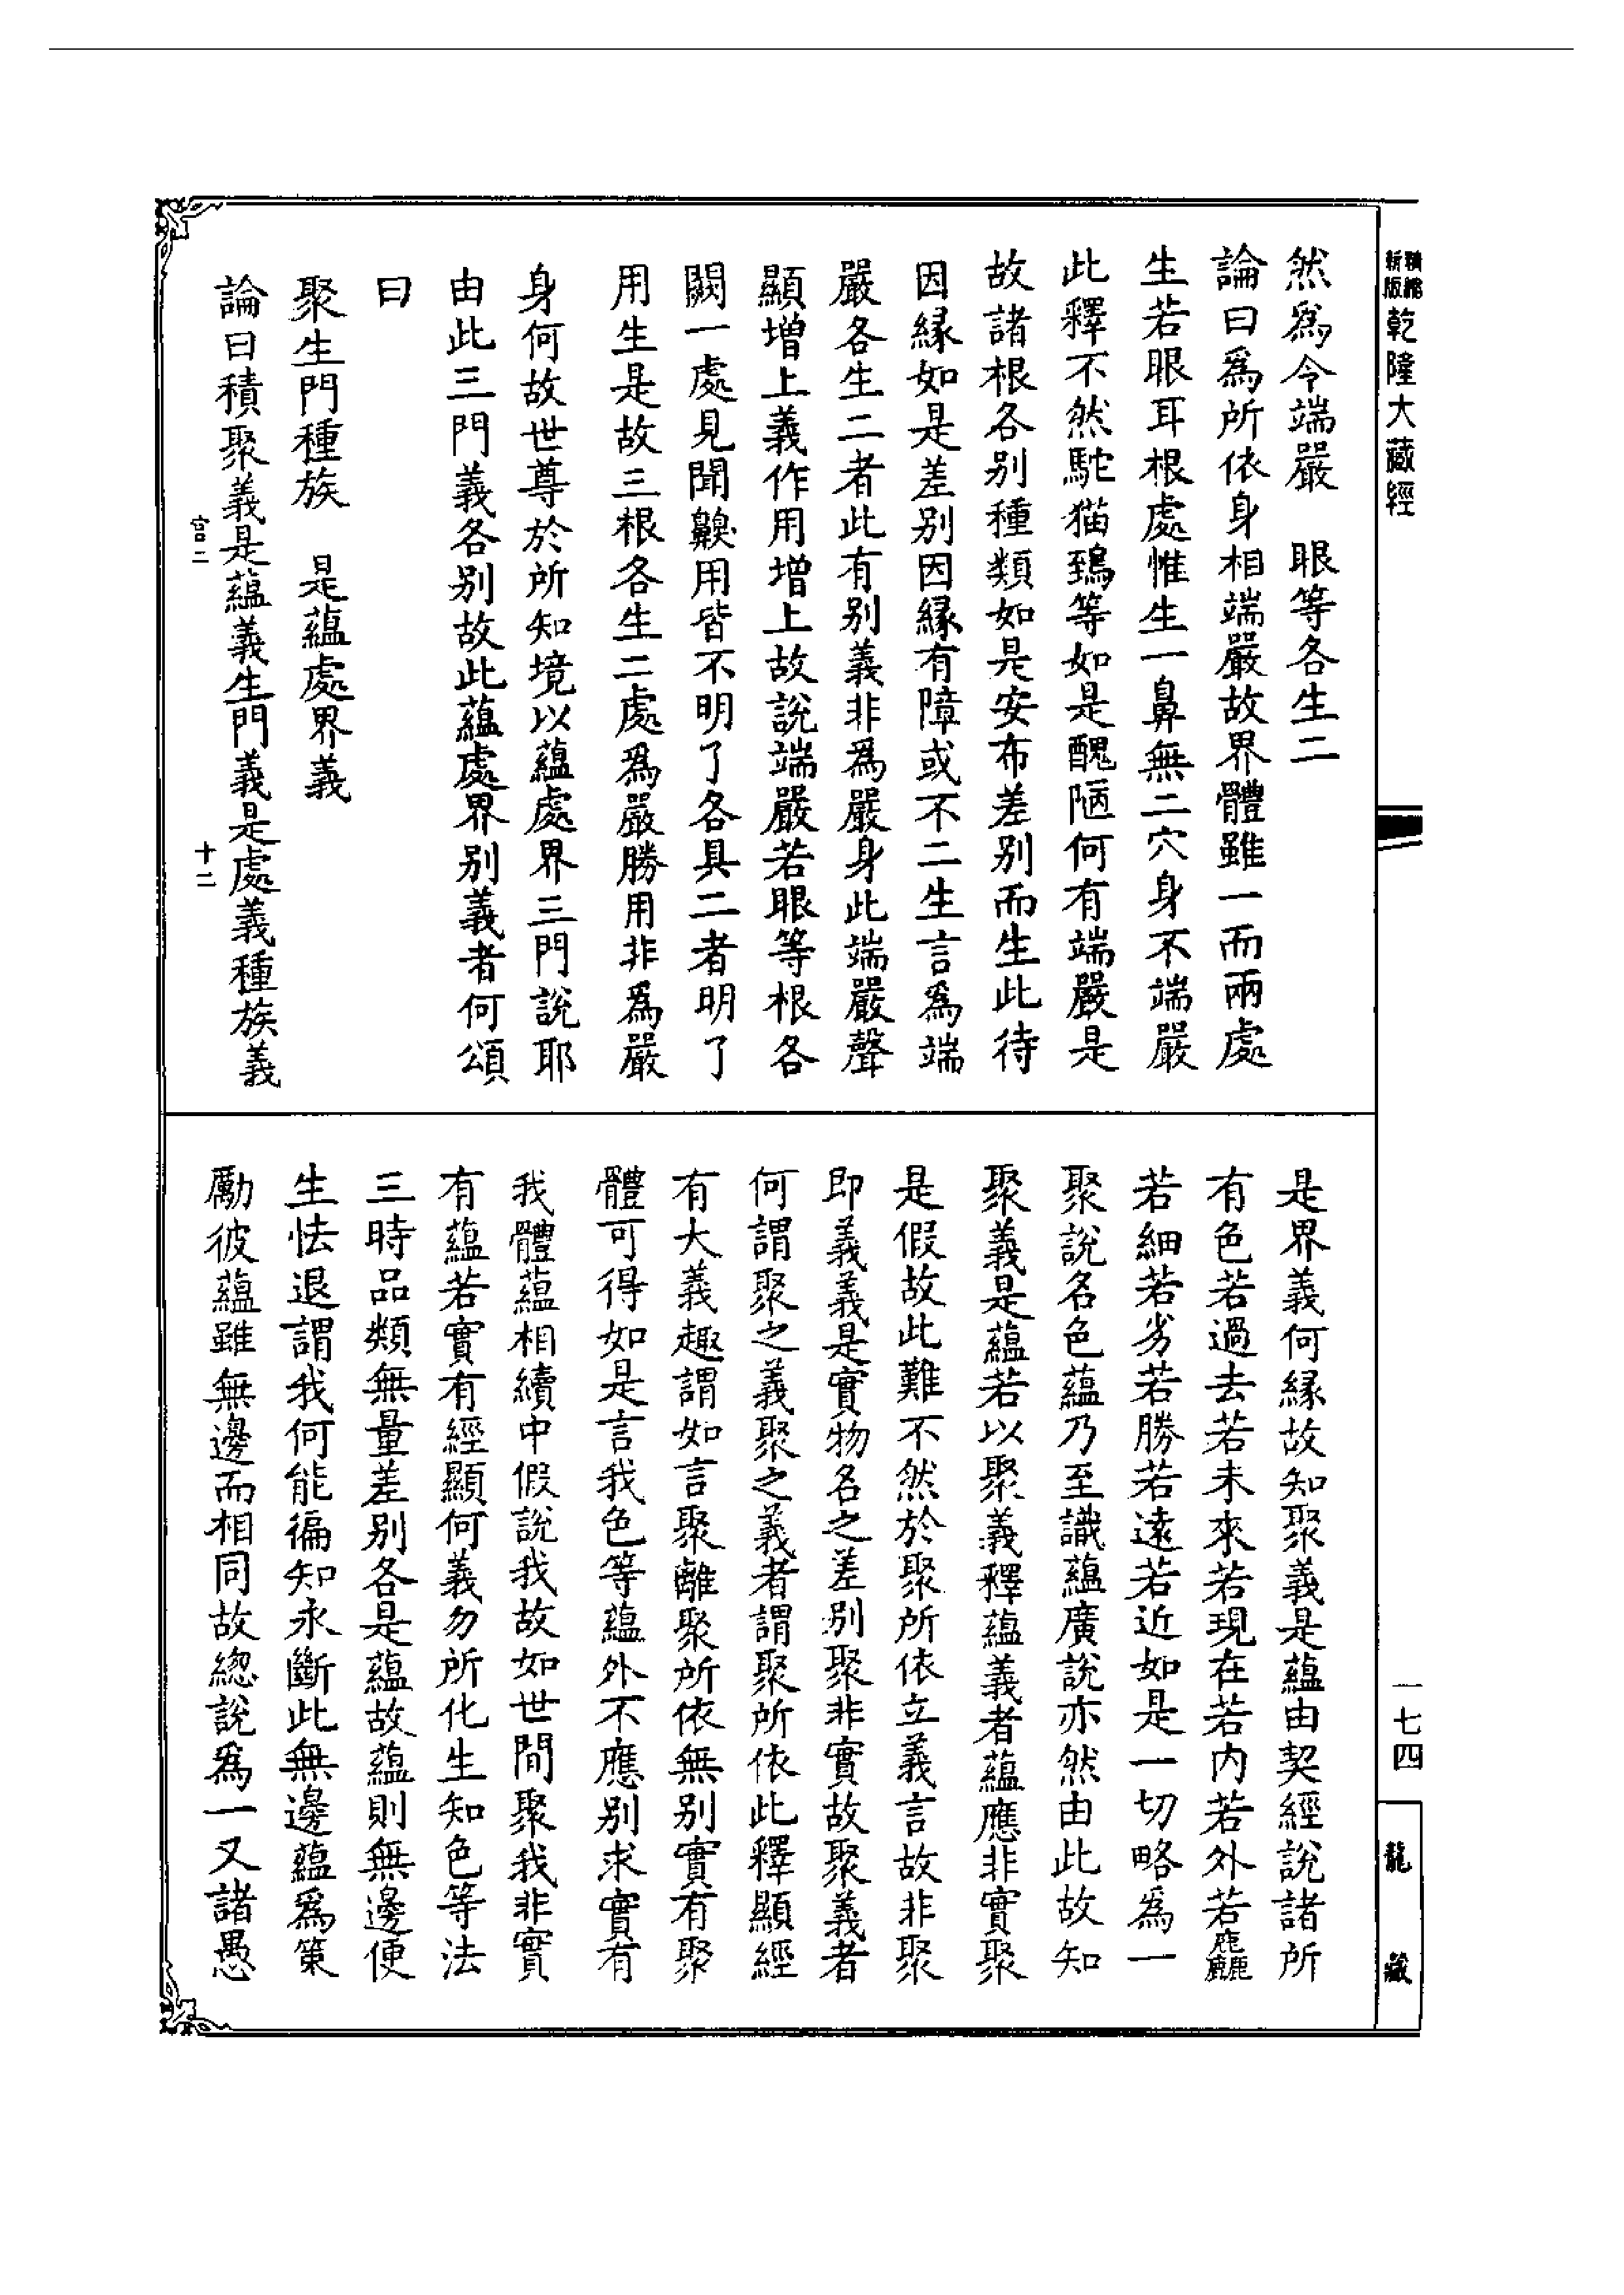 精縮新版乾隆大藏經
一七四
龍藏
然爲令端嚴　眼等各生二
論曰爲所依身相端嚴故界體雖一而兩處
生若眼耳根處惟生一鼻無二穴身不端嚴
此釋不然駝猫鵄等如是醜陋何有端嚴是
故諸根各別種類如是安布差別而生此待
因緣如是差別因緣有障或不二生言爲端
嚴各生二者此有別義非爲嚴身此端嚴聲
顯增上義作用增上故說端嚴若眼等根各
闕一處見聞齅用皆不明了各具二者明了
用生是故三根各生二處爲嚴勝用非爲嚴
身何故世尊於所知境以蘊處界三門說耶
由此三門義各別故此蘊處界別義者何頌
曰
聚生門種族　是蘊處界義
論曰積聚義是蘊義生門義是處義種族義
宫二　十二
是界義何緣故知聚義是蘊由契經說諸所
有色若過去若未來若現在若内若外若麤
若細若劣若勝若遠若近如是一切略爲一
聚說名色蘊乃至識蘊廣說亦然由此故知
聚義是蘊若以聚義釋蘊義者蘊應非實聚
是假故此難不然於聚所依立義言故非聚
即義義是實物名之差別聚非實故聚義者
何謂聚之義聚之義者謂聚所依此釋顯經
有大義趣謂如言聚離聚所依無別實有聚
體可得如是言我色等蘊外不應別求實有
我體蘊相續中假說我故如世間聚我非實
有蘊若實有經顯何義勿所化生知色等法
三時品類無量差別各是蘊故蘊則無邊便
生怯退謂我何能徧知永斷此無邊蘊爲策
勵彼蘊雖無邊而相同故總說爲一又諸愚